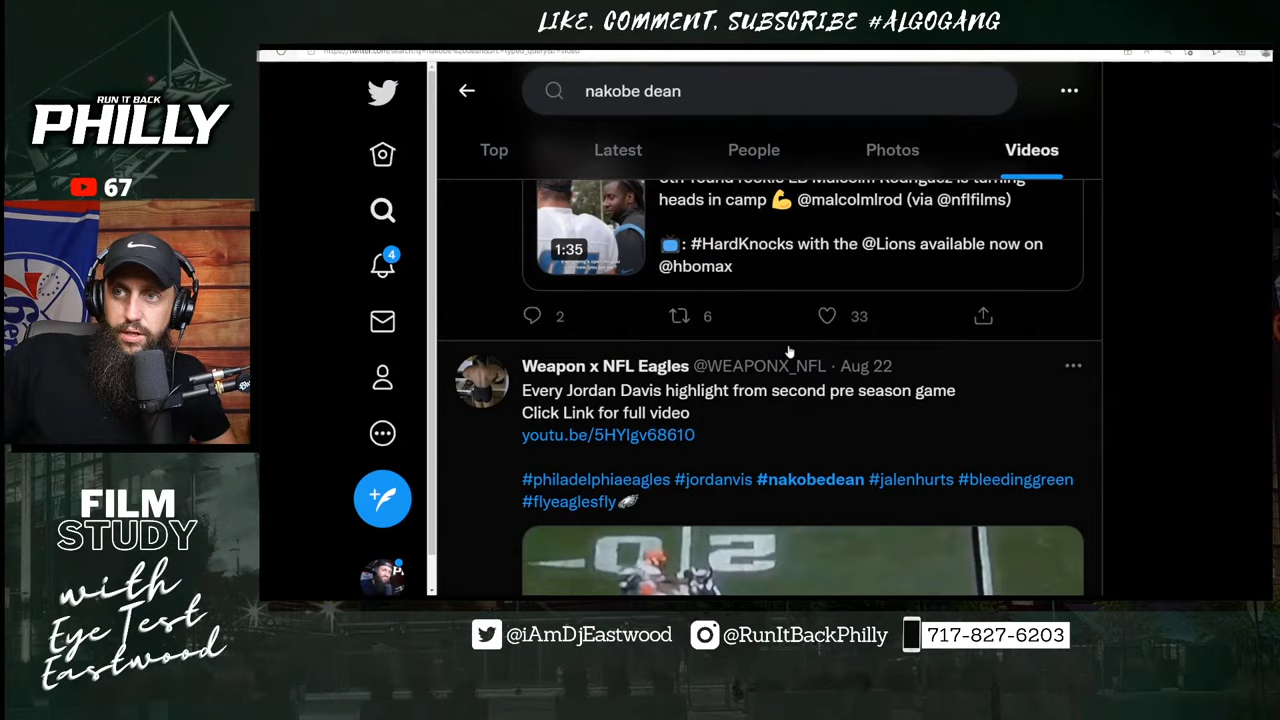 LIKE, COMMENT, SUBSCRIBE #ALGOGANG
RUN IT BACK
PHILLY
67
nakobe dean
Top
Latest
People
Photos
Videos
heads in camp 💪 @malcolmlrod (via @nflfilms)
1:35
📺: #HardKnocks with the @Lions available now on
@hbomax
2
6
33
4
Weapon x NFL Eagles @WEAPONX_NFL · Aug 22
Every Jordan Davis highlight from second pre season game
Click Link for full video
youtu.be/5HYIgv6861O
#philadelphiaeagles #jordanvis #nakobedean #jalenhurts #bleedingreen
#flyeaglesfly
FILM
STUDY
with
Eye Test
Eastwood
@iAmDjEastwood
@RunItBackPhilly
717-827-6203